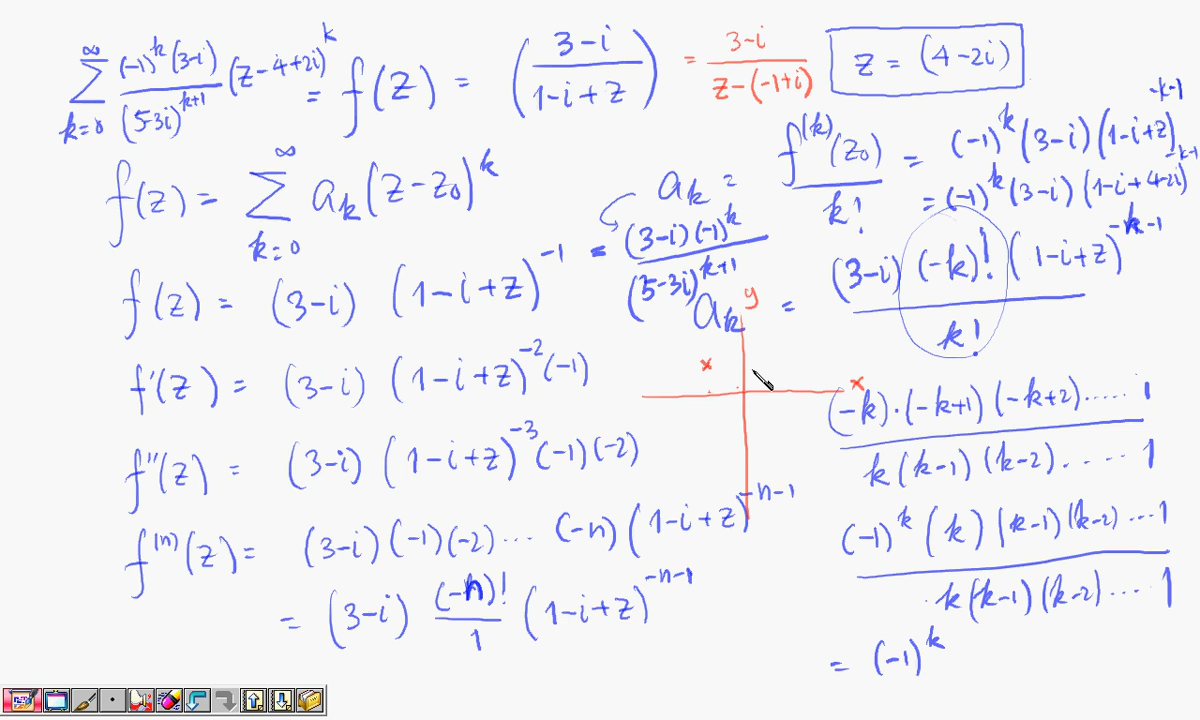 ∞
∑ (-1)^k (3-i) / (5-3i)^{k+1} (z-4+2i)^k = f(z) = ( (3-i) / (1-i+z) ) = (3-i) / (z-(-1+i))
k=0
z = (4-2i)
f(z) = ∑_{k=0}^{∞} a_k (z-z_0)^k
a_k = f^{(k)}(z_0) / k! = (-1)^k (3-i) (1-i+z)^{-k-1}
= (-1)^k (3-i) (1-i+4-2i)^{-k-1}
= (3-i)(-1)^k / (5-3i)^{k+1}
f(z) = (3-i) (1-i+z)^{-1}
a_k = (3-i) (-k)! (1-i+z)^{-k-1} / k!
y
x
x
f'(z) = (3-i) (1-i+z)^{-2} (-1)
f''(z) = (3-i) (1-i+z)^{-3} (-1)(-2)
f^{(n)}(z) = (3-i)(-1)(-2)... (-n) (1-i+z)^{-n-1}
= (3-i) (-n)! / 1 (1-i+z)^{-n-1}
(-k)·(-k+1)(-k+2)..... 1
k(k-1)(k-2)..... 1
(-1)^k (k)(k-1)(k-2)...1
k(k-1)(k-2)....1
= (-1)^k